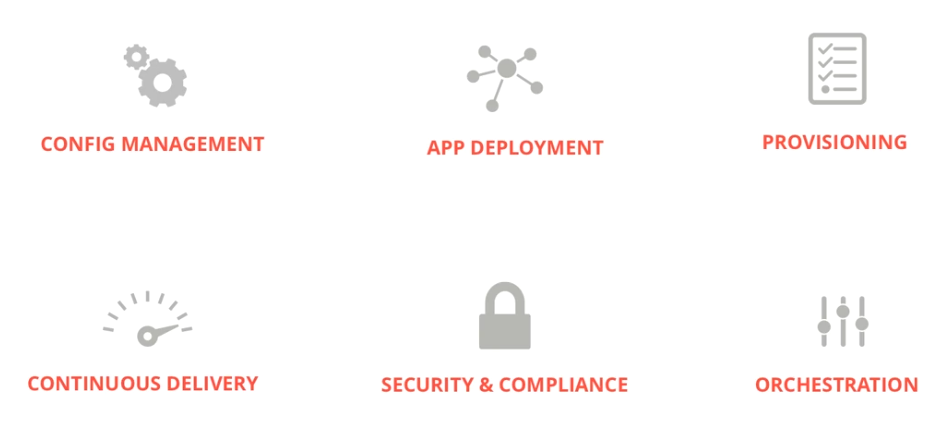 CONFIG MANAGEMENT
APP DEPLOYMENT
PROVISIONING
CONTINUOUS DELIVERY
SECURITY & COMPLIANCE
ORCHESTRATION